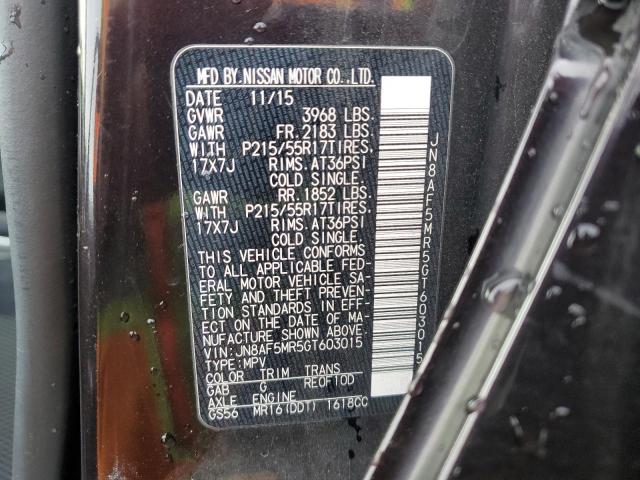 MFD BY. NISSAN MOTOR CO., LTD.
DATE 11/15
GVWR 3968 LBS.
GAWR FR. 2183 LBS.
WITH P215/55R17TIRES.
17X7J RIMS. AT36PSI
COLD SINGLE.
GAWR RR. 1852 LBS
WITH P215/55R17TIRES.
17X7J RIMS. AT36PSI
COLD SINGLE.
THIS VEHICLE CONFORMS
TO ALL APPLICABLE FED-
ERAL MOTOR VEHICLE SA-
FETY AND THEFT PREVEN-
TION STANDARDS IN EFF-
ECT ON THE DATE OF MA-
NUFACTURE SHOWN ABOVE.
VIN: JN8AF5MR5GT603015
TYPE: MPV
COLOR TRIM TRANS
GAB G RE0F10D
AXLE ENGINE
GS56 MR16(DDT) 1618CC
JN8AF5MR5GT603015